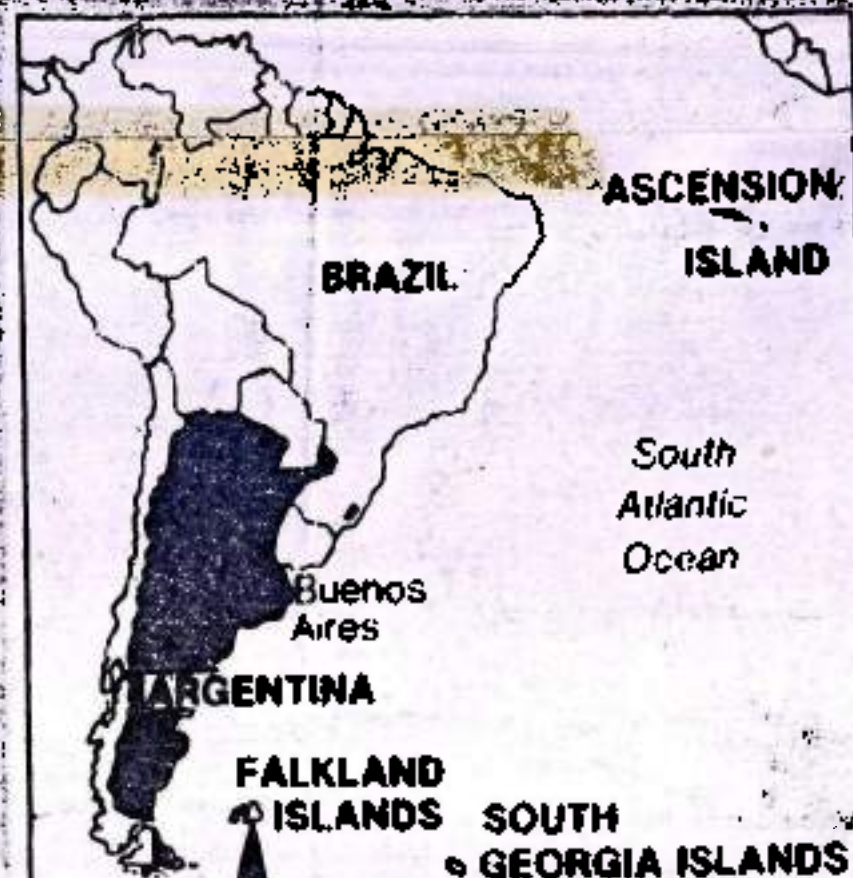 ASCENSION
ISLAND
BRAZIL
South
Atlantic
Ocean
Buenos
Aires
ARGENTINA
FALKLAND
ISLANDS
SOUTH
GEORGIA ISLANDS